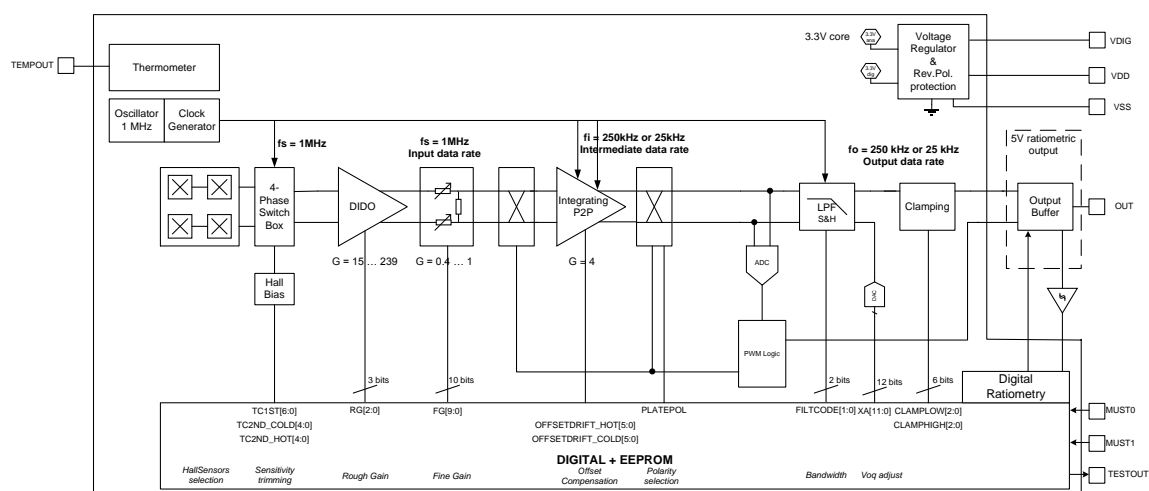 3.3V core
3.3V
ana
3.3V
dig
Voltage
Regulator
&
Rev.Pol.
protection
VDIG
VDD
VSS
TEMPOUT
Thermometer
Oscillator
1 MHz
Clock
Generator
fs = 1MHz
fs = 1MHz
Input data rate
fi = 250kHz or 25kHz
Intermediate data rate
fo = 250 kHz or 25 kHz
Output data rate
5V ratiometric
output
4-
Phase
Switch
Box
DIDO
Integrating
P2P
LPF
S&H
Clamping
Output
Buffer
OUT
G = 15 ... 239
G = 0.4 ... 1
G = 4
ADC
Hall
Bias
DAC
PWM Logic
3 bits
10 bits
2 bits
12 bits
6 bits
Digital
Ratiometry
TC1ST[6:0]
RG[2:0]
FG[9:0]
PLATEPOL
FILTCODE[1:0]
XA[11:0]
CLAMPLOW[2:0]
MUST0
TC2ND_COLD[4:0]
OFFSETDRIFT_HOT[5:0]
CLAMPHIGH[2:0]
TC2ND_HOT[4:0]
OFFSETDRIFT_COLD[5:0]
MUST1
DIGITAL + EEPROM
HallSensors
selection
Sensitivity
trimming
Rough Gain
Fine Gain
Offset
Compensation
Polarity
selection
Bandwidth
Voq adjust
TESTOUT